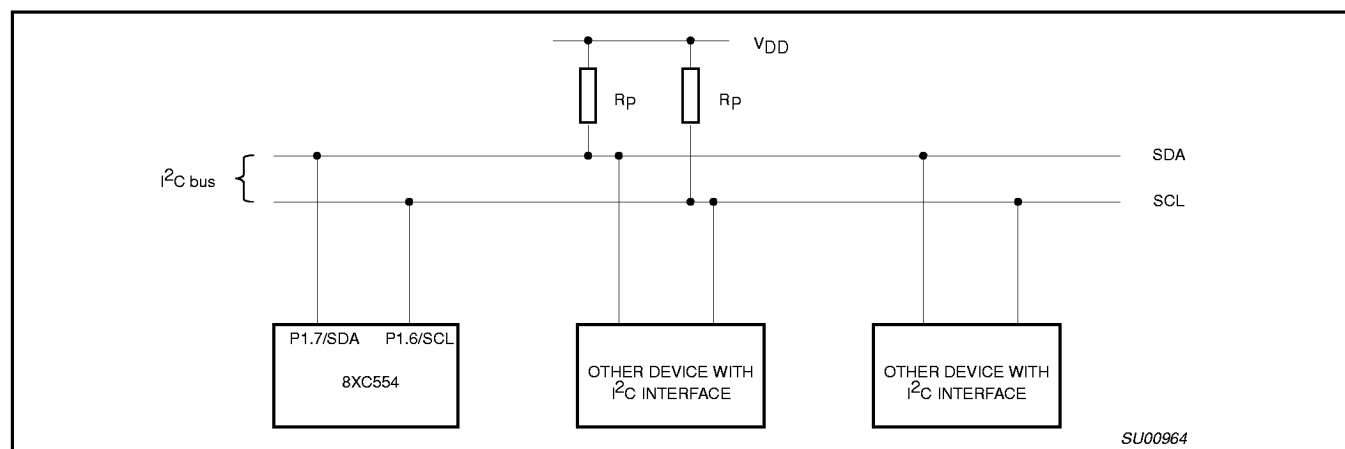 VDD
Rp Rp
SDA
I²C bus
SCL
P1.7/SDA P1.6/SCL
8XC554
OTHER DEVICE WITH
I²C INTERFACE
OTHER DEVICE WITH
I²C INTERFACE
SU00964